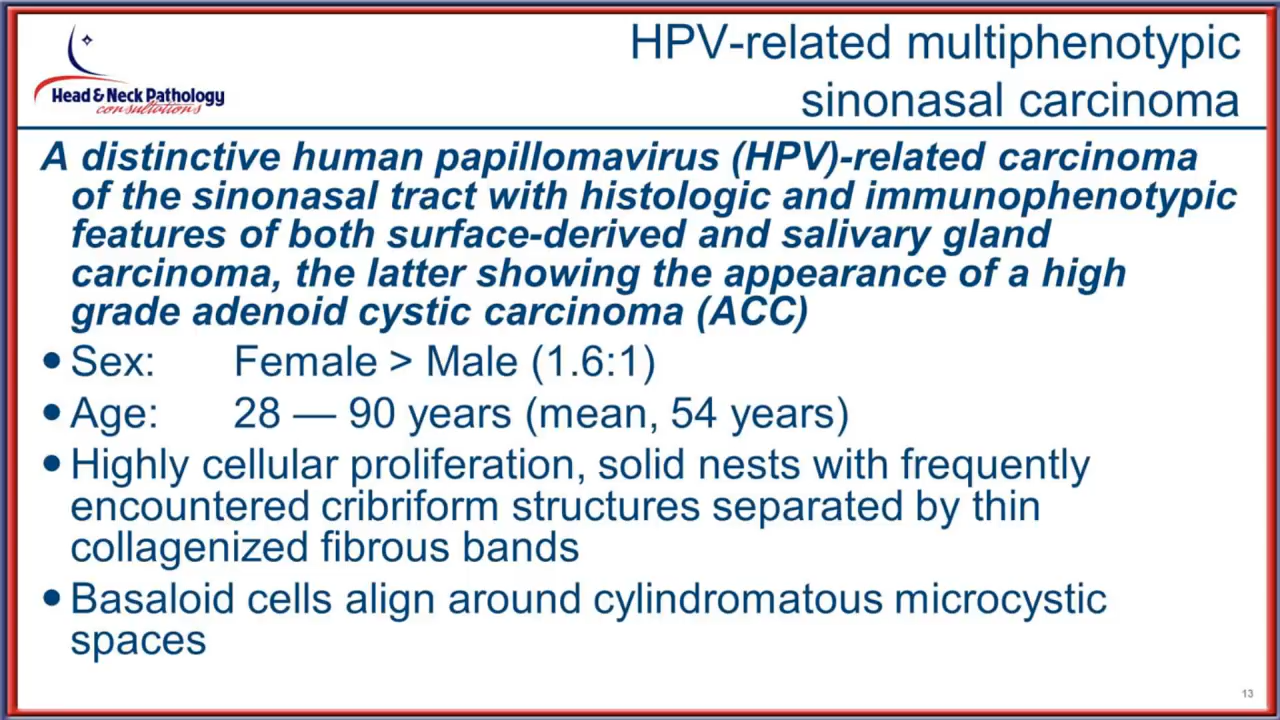 Head & Neck Pathology
consultations
HPV-related multiphenotypic
sinonasal carcinoma
A distinctive human papillomavirus (HPV)-related carcinoma
of the sinonasal tract with histologic and immunophenotypic
features of both surface-derived and salivary gland
carcinoma, the latter showing the appearance of a high
grade adenoid cystic carcinoma (ACC)
• Sex: Female > Male (1.6:1)
• Age: 28 — 90 years (mean, 54 years)
• Highly cellular proliferation, solid nests with frequently
encountered cribriform structures separated by thin
collagenized fibrous bands
• Basaloid cells align around cylindromatous microcystic
spaces
13